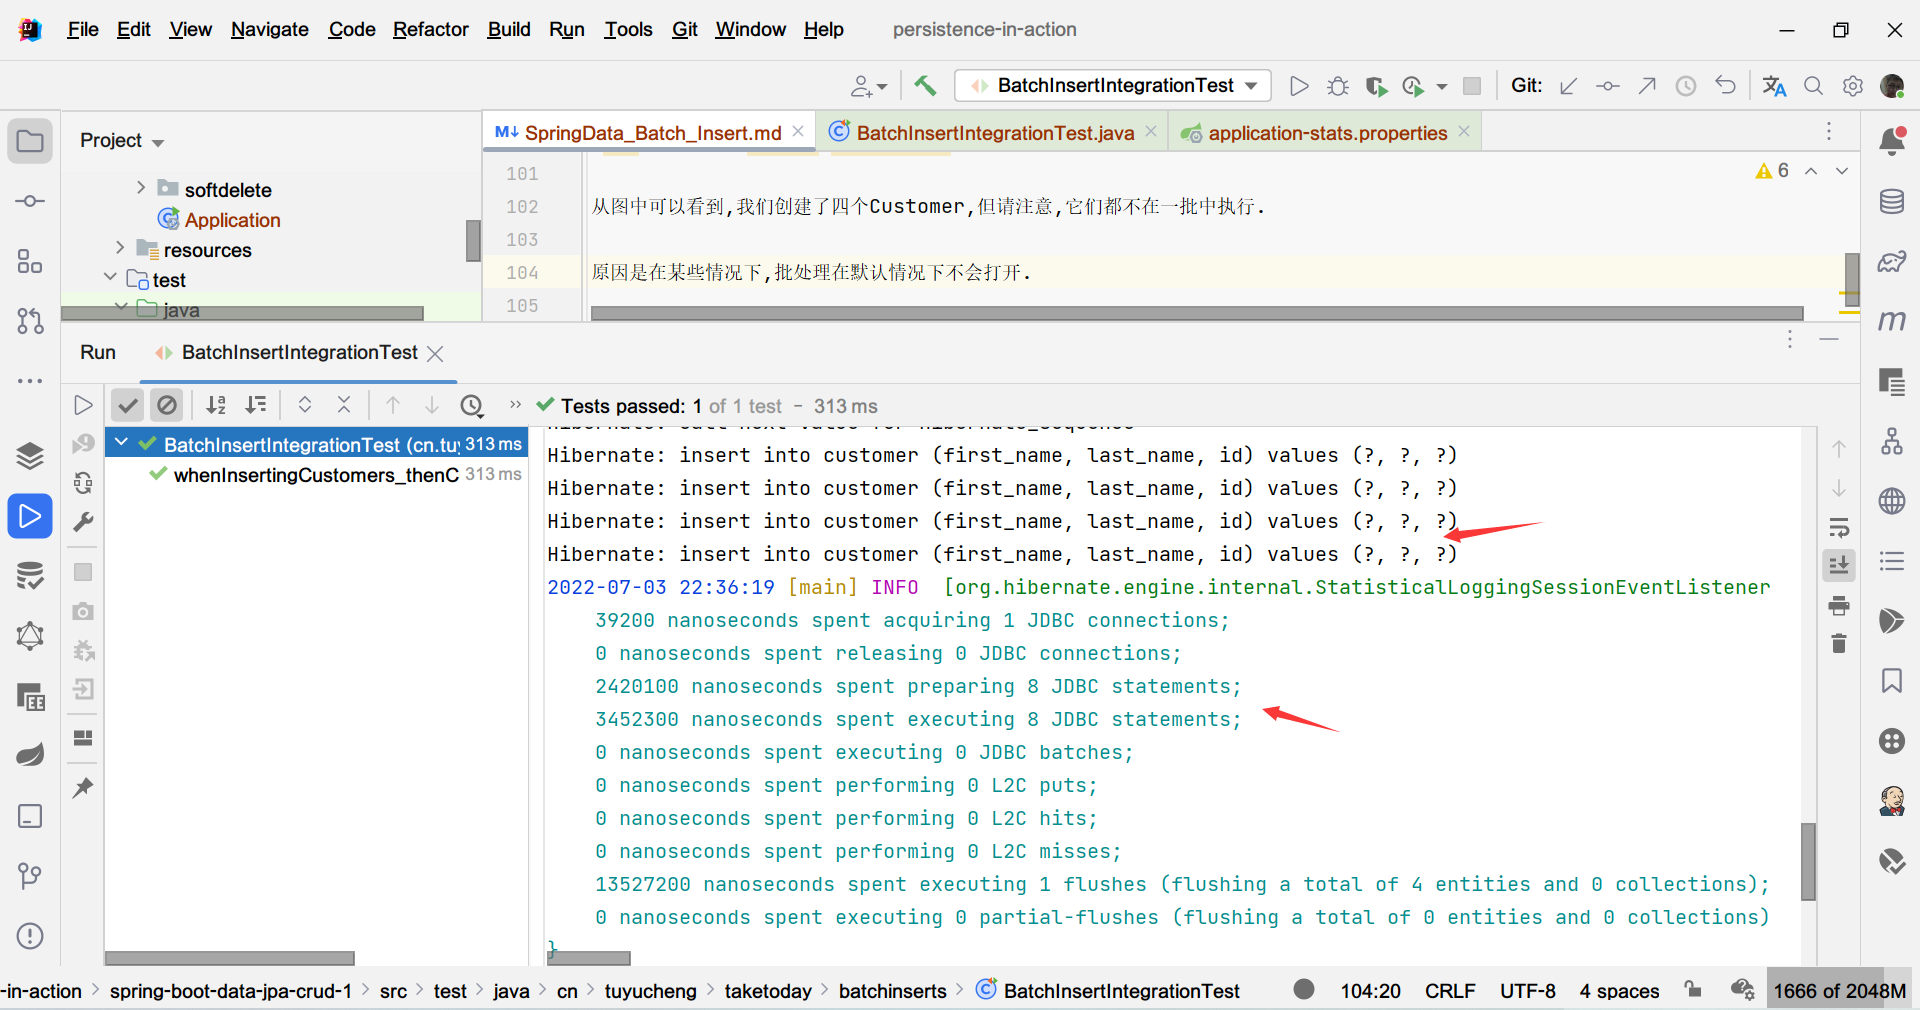 File Edit View Navigate Code Refactor Build Run Tools Git Window Help persistence-in-action
BatchInsertIntegrationTest Git:
Project
SpringData_Batch_Insert.md BatchInsertIntegrationTest.java application-stats.properties
softdelete
Application
resources
test
java
6
101
102 从图中可以看到,我们创建了四个Customer,但请注意,它们都不在一批中执行.
103
104 原因是在某些情况下,批处理在默认情况下不会打开.
105
Run BatchInsertIntegrationTest
Tests passed: 1 of 1 test – 313 ms
BatchInsertIntegrationTest (cn.tuy 313 ms
whenInsertingCustomers_thenC 313 ms
Hibernate: call next value for hibernate_sequence
Hibernate: insert into customer (first_name, last_name, id) values (?, ?, ?)
Hibernate: insert into customer (first_name, last_name, id) values (?, ?, ?)
Hibernate: insert into customer (first_name, last_name, id) values (?, ?, ?)
Hibernate: insert into customer (first_name, last_name, id) values (?, ?, ?)
2022-07-03 22:36:19 [main] INFO [org.hibernate.engine.internal.StatisticalLoggingSessionEventListener
39200 nanoseconds spent acquiring 1 JDBC connections;
0 nanoseconds spent releasing 0 JDBC connections;
2420100 nanoseconds spent preparing 8 JDBC statements;
3452300 nanoseconds spent executing 8 JDBC statements;
0 nanoseconds spent executing 0 JDBC batches;
0 nanoseconds spent performing 0 L2C puts;
0 nanoseconds spent performing 0 L2C hits;
0 nanoseconds spent performing 0 L2C misses;
13527200 nanoseconds spent executing 1 flushes (flushing a total of 4 entities and 0 collections);
0 nanoseconds spent executing 0 partial-flushes (flushing a total of 0 entities and 0 collections)
}
-in-action > spring-boot-data-jpa-crud-1 > src > test > java > cn > tuyucheng > taketoday > batchinserts > BatchInsertIntegrationTest 104:20 CRLF UTF-8 4 spaces 1666 of 2048M